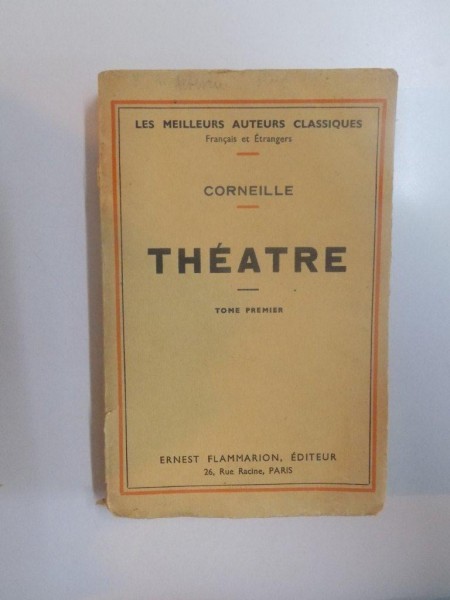 LES MEILLEURS AUTEURS CLASSIQUES
Français et Étrangers
CORNEILLE
THÉATRE
TOME PREMIER
ERNEST FLAMMARION, ÉDITEUR
26, Rue Racine, PARIS